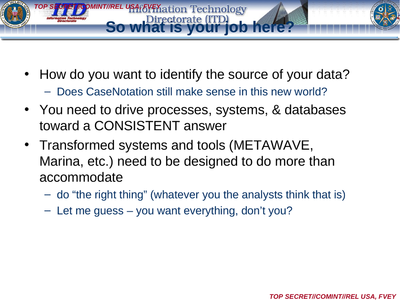 TOP SECRET//COMINT//REL USA, FVEY
Information Technology
Directorate (ITD)
ITD
Information Technology
Directorate
So what is your job here?
• How do you want to identify the source of your data?
– Does CaseNotation still make sense in this new world?
• You need to drive processes, systems, & databases
toward a CONSISTENT answer
• Transformed systems and tools (METAWAVE,
Marina, etc.) need to be designed to do more than
accommodate
– do “the right thing” (whatever you the analysts think that is)
– Let me guess – you want everything, don’t you?
TOP SECRET//COMINT//REL USA, FVEY